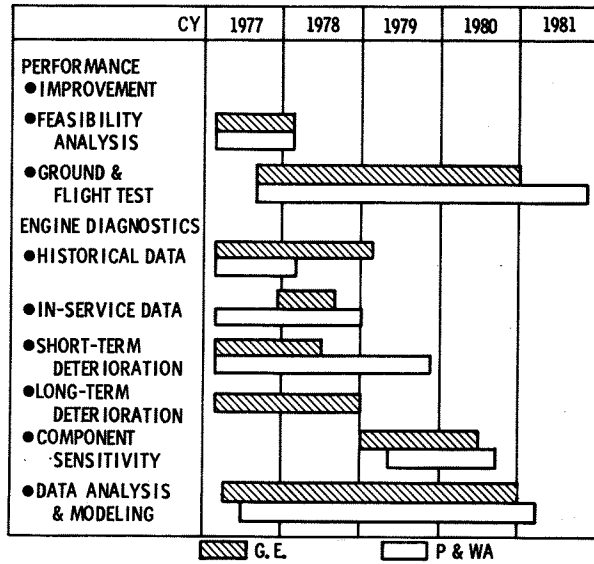 CY 1977 1978 1979 1980 1981
PERFORMANCE
●IMPROVEMENT
●FEASIBILITY
ANALYSIS
●GROUND &
FLIGHT TEST
ENGINE DIAGNOSTICS
●HISTORICAL DATA
●IN-SERVICE DATA
●SHORT-TERM
DETERIORATION
●LONG-TERM
DETERIORATION
●COMPONENT
SENSITIVITY
●DATA ANALYSIS
& MODELING
G.E. P & WA